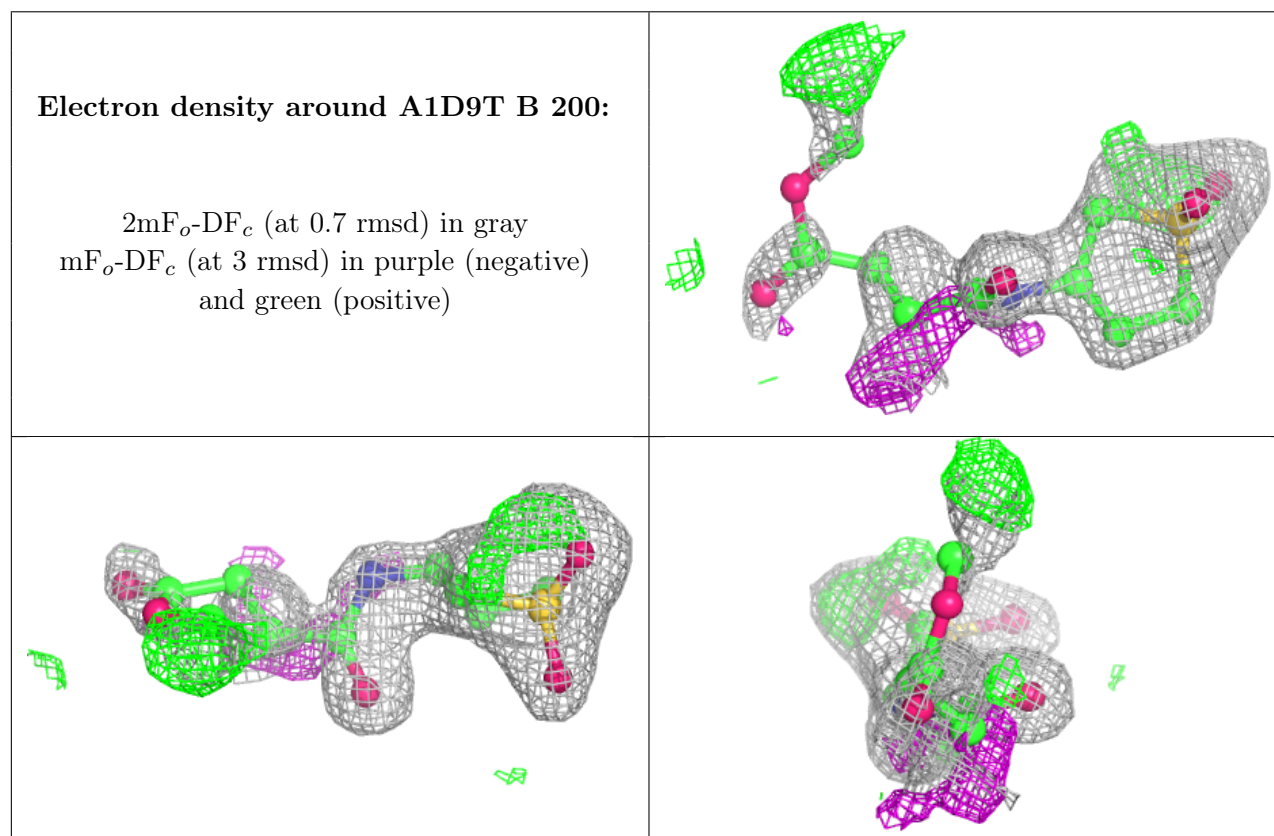 Electron density around A1D9T B 200:
2mFo-DFc (at 0.7 rmsd) in gray
mFo-DFc (at 3 rmsd) in purple (negative)
and green (positive)